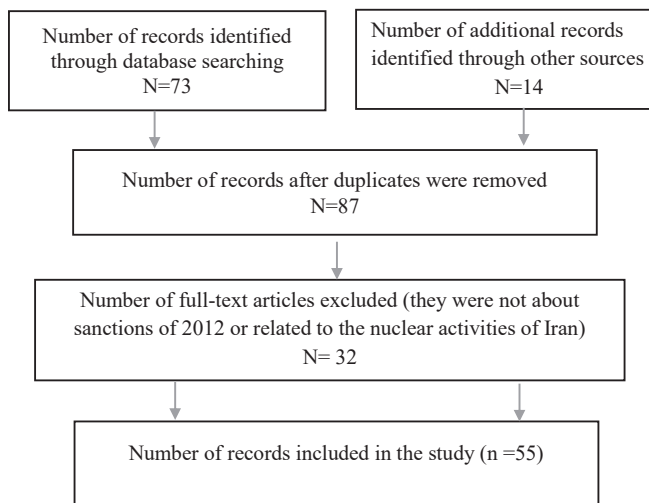 Number of records identified
through database searching
N=73
Number of additional records
identified through other sources
N=14
Number of records after duplicates were removed
N=87
Number of full-text articles excluded (they were not about
sanctions of 2012 or related to the nuclear activities of Iran)
N= 32
Number of records included in the study (n =55)